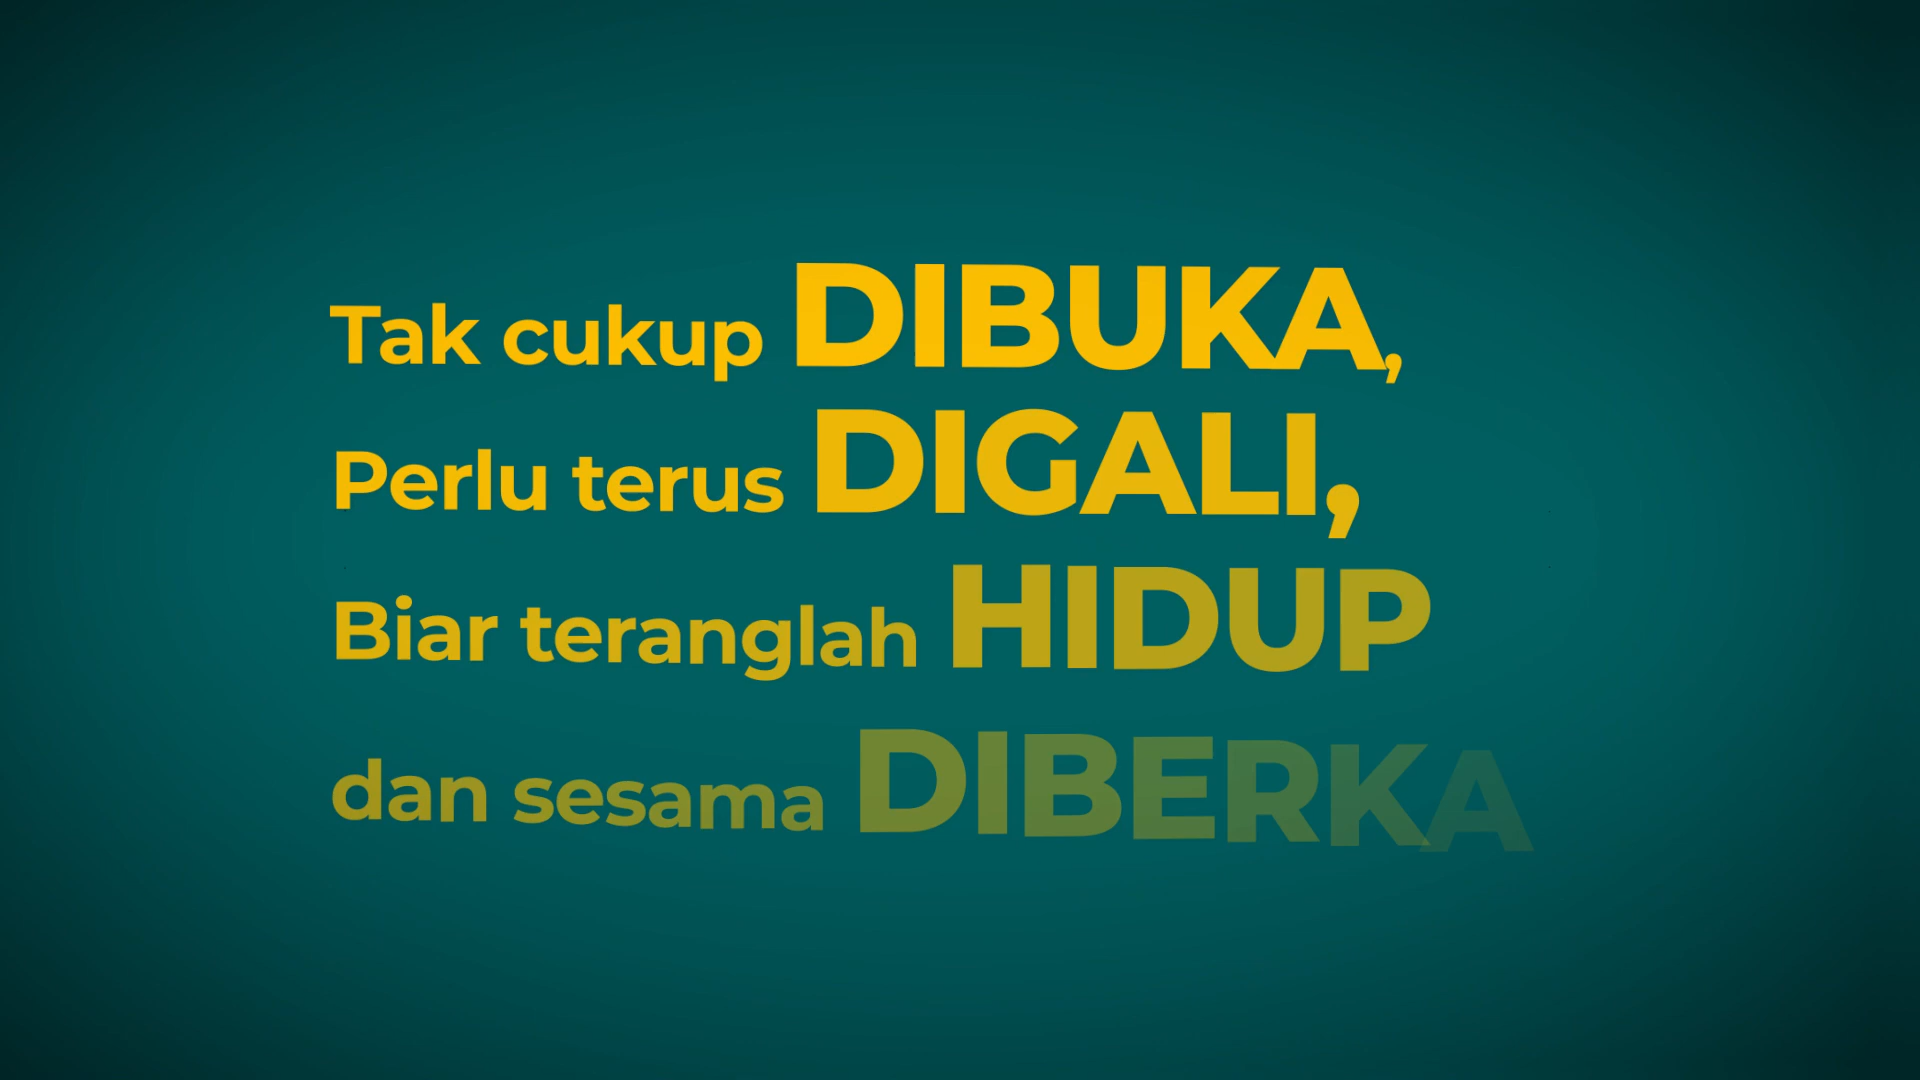 Tak cukup DIBUKA,
Perlu terus DIGALI,
Biar teranglah HIDUP
dan sesama DIBERKA